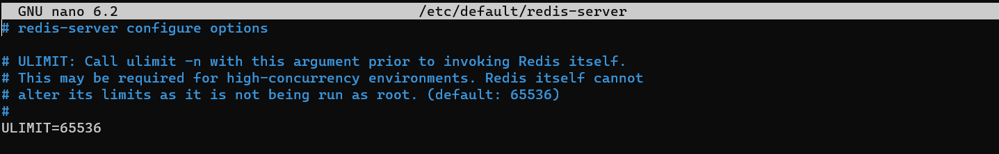 GNU nano 6.2 /etc/default/redis-server
# redis-server configure options
# ULIMIT: Call ulimit -n with this argument prior to invoking Redis itself.
# This may be required for high-concurrency environments. Redis itself cannot
# alter its limits as it is not being run as root. (default: 65536)
#
ULIMIT=65536